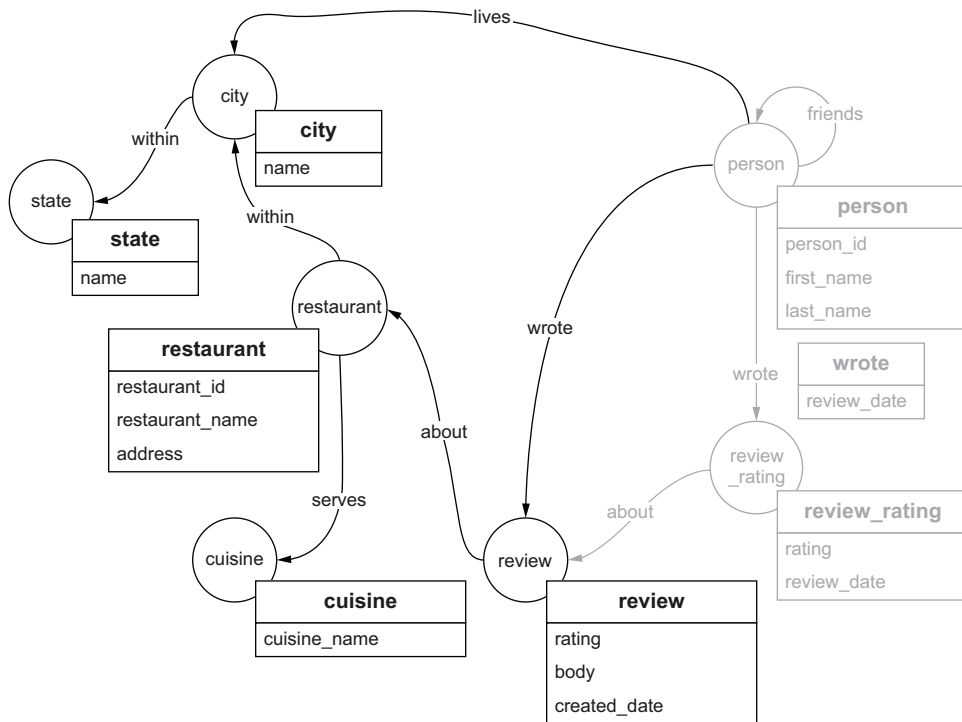 lives
city
city
name
within
state
state
name
within
friends
person
person
person_id
first_name
last_name
restaurant
restaurant
restaurant_id
restaurant_name
address
wrote
wrote
wrote
review_date
about
serves
review
_rating
review_rating
rating
review_date
about
cuisine
cuisine
cuisine_name
review
review
rating
body
created_date